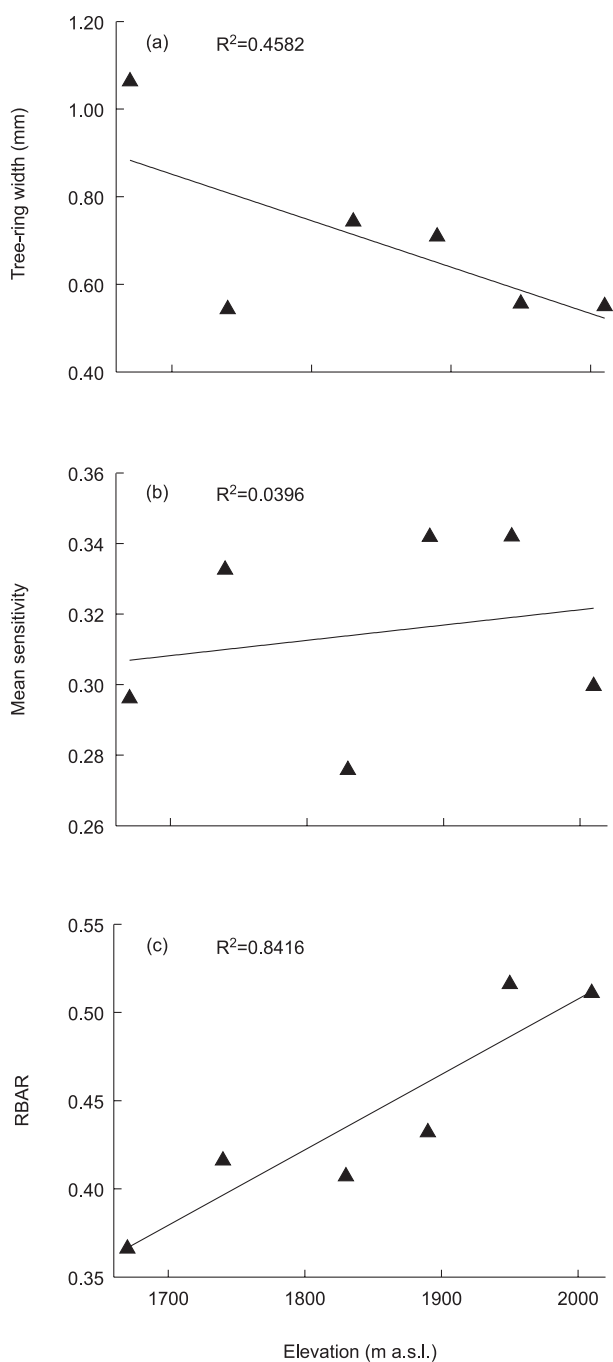 1.20
(a) R²=0.4582
1.00
0.80
0.60
0.40
Tree-ring width (mm)
0.36
(b) R²=0.0396
0.34
0.32
0.30
0.28
0.26
Mean sensitivity
0.55
(c) R²=0.8416
0.50
0.45
0.40
0.35
RBAR
1700 1800 1900 2000
Elevation (m a.s.l.)